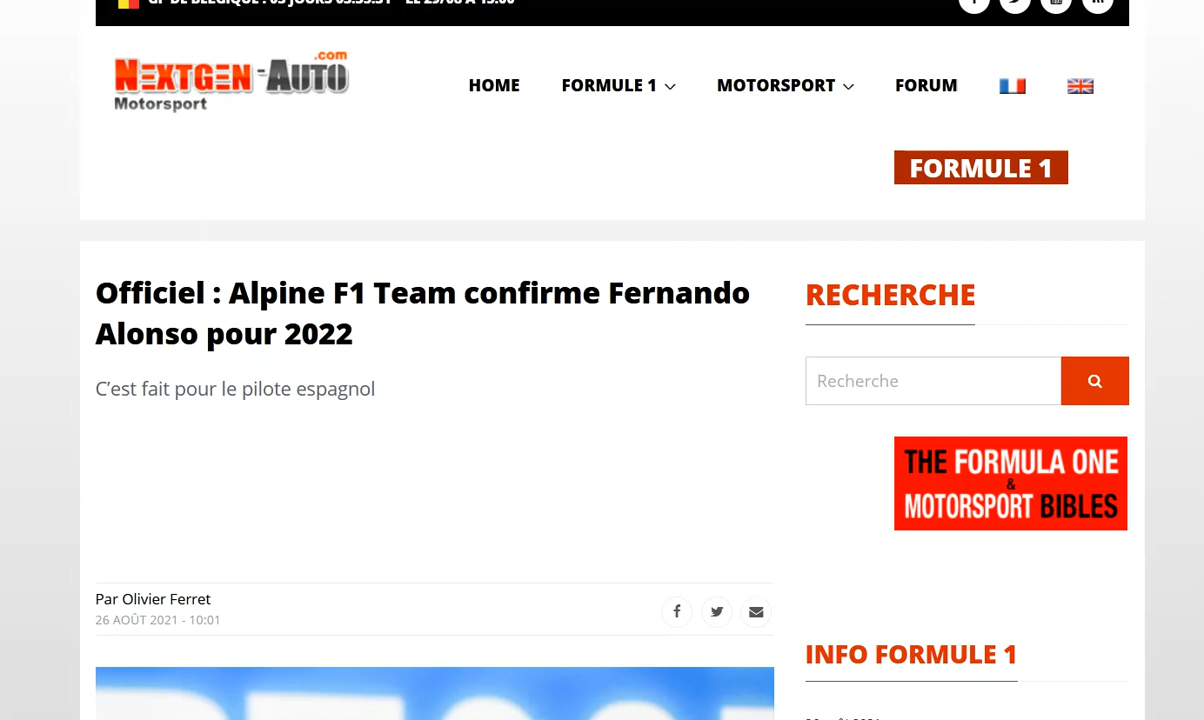 NEXTGEN-AUTO
.com
Motorsport
HOME
FORMULE 1
MOTORSPORT
FORUM
FORMULE 1
Officiel : Alpine F1 Team confirme Fernando
Alonso pour 2022
C’est fait pour le pilote espagnol
Par Olivier Ferret
26 AOÛT 2021 - 10:01
RECHERCHE
Recherche
THE FORMULA ONE
&
MOTORSPORT BIBLES
INFO FORMULE 1